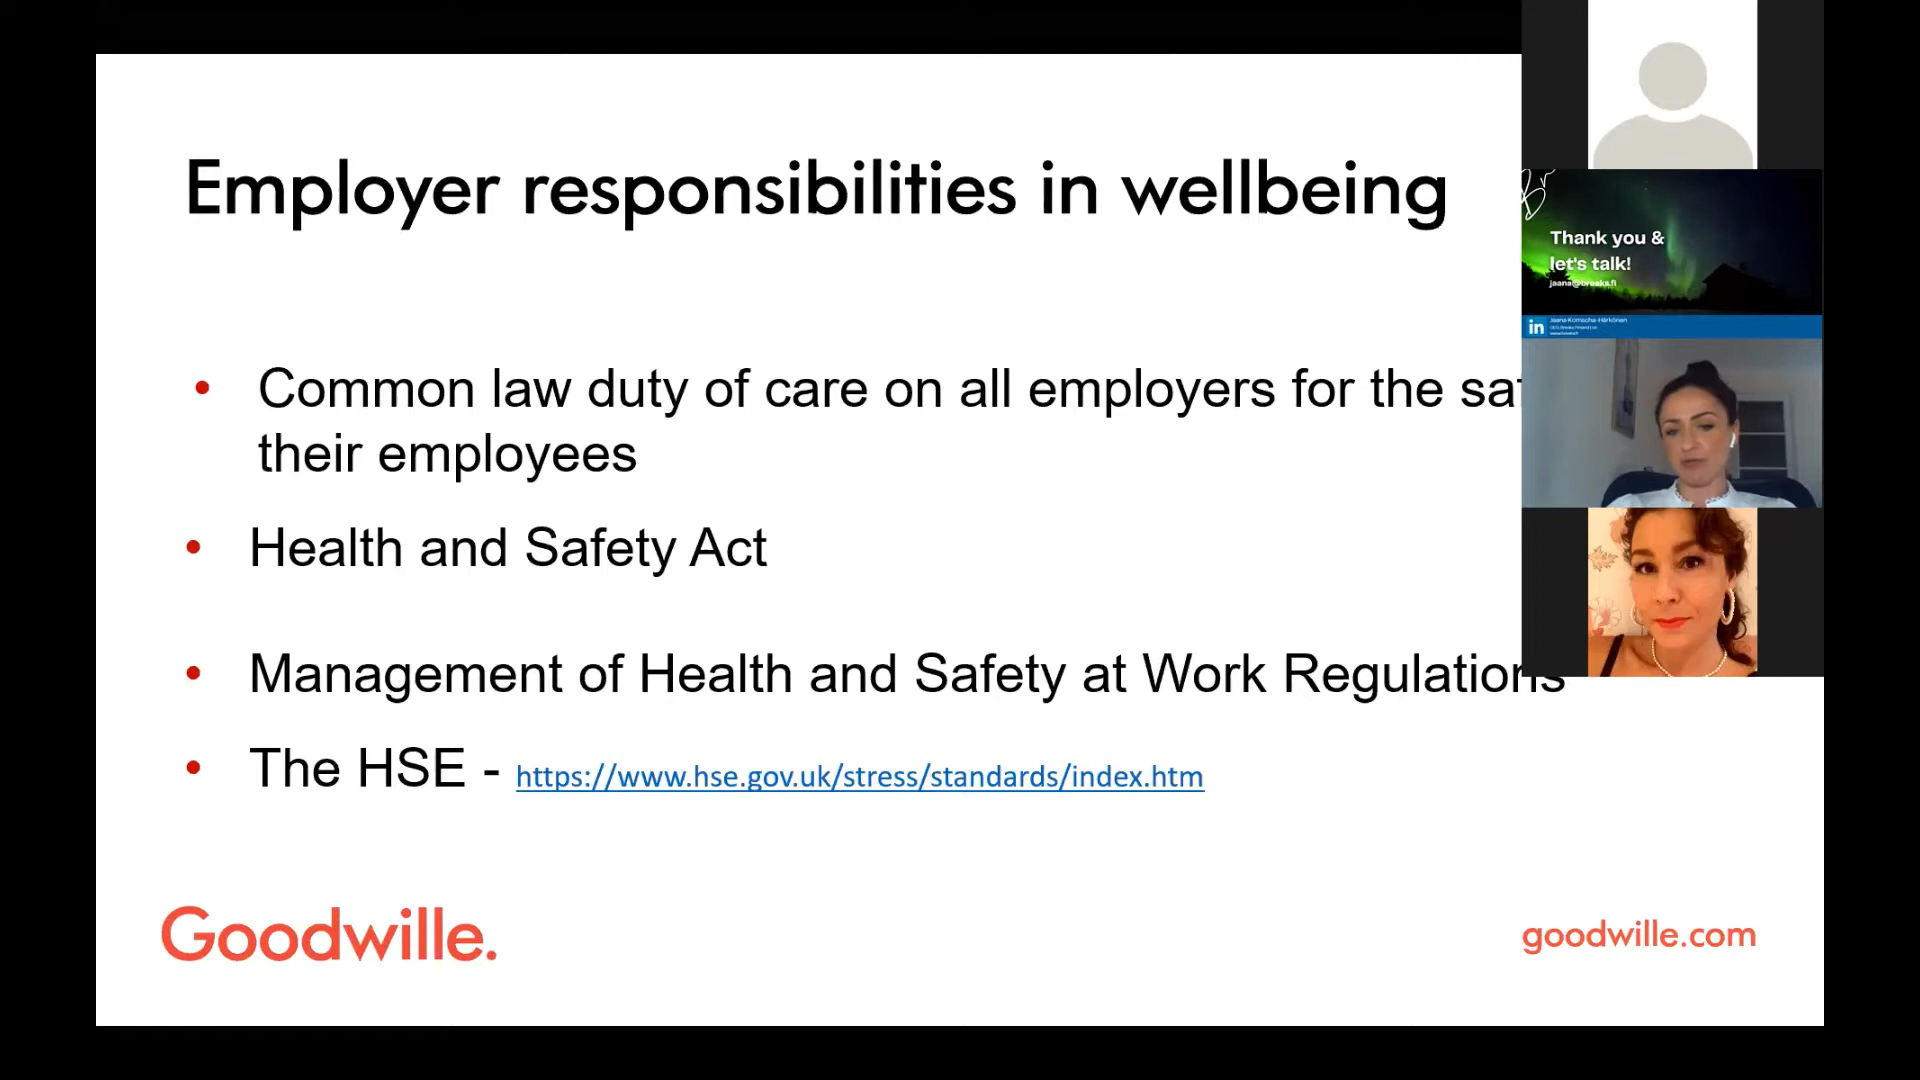 Employer responsibilities in wellbeing
Common law duty of care on all employers for the
their employees
Health and Safety Act
Management of Health and Safety at Work Regulations
The HSE - https://www.hse.gov.uk/stress/standards/index.htm
Goodwille.
goodwille.com
Thank you &
let's talk!
jaana@breaks.fi
in